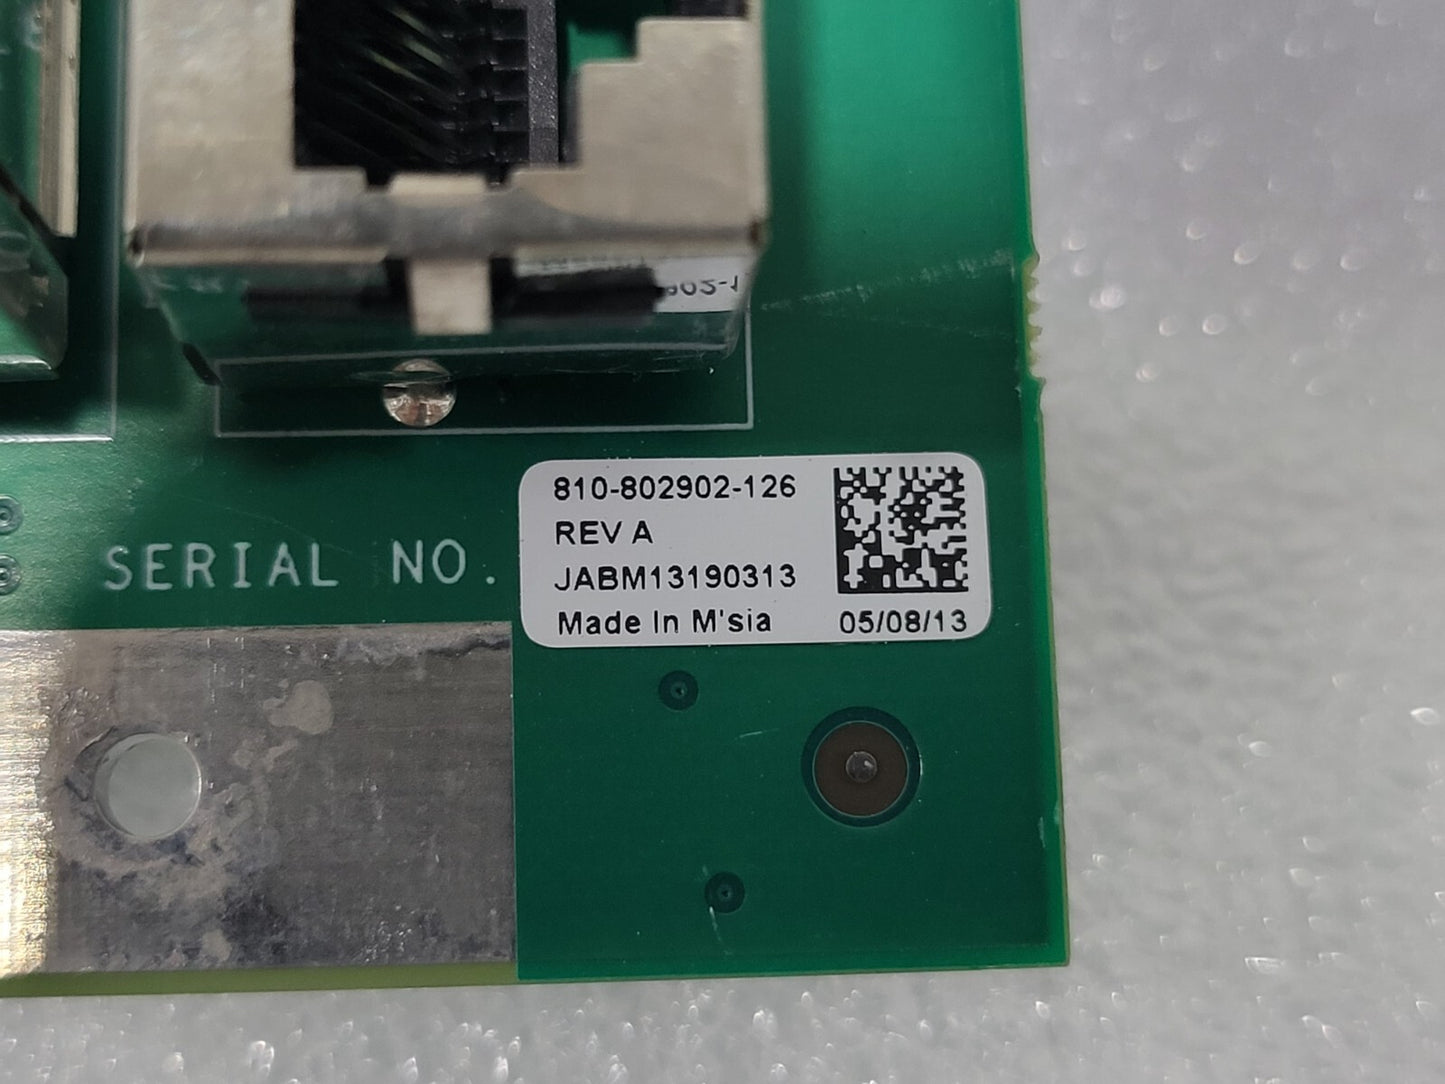 810-802902-126
REV A
JABM13190313
Made In M'sia 05/08/13
SERIAL NO.